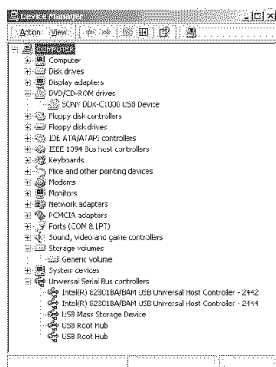 Device Manager
Action View
COMPUTER
Computer
Disk drives
Display adapters
DVD/CD-ROM drives
USB Device
Floppy disk controllers
Floppy disk drives
IDE ATA/ATAPI controllers
IEEE 1394 Bus host controllers
Keyboards
Mice and other pointing devices
Modems
Monitors
Network adapters
PCMCIA adapters
Ports (COM & LPT)
Sound, video and game controllers
Storage volumes
Generic volume
System devices
Universal Serial Bus controllers
Intel(R) 82801BA/BAM USB Universal Host Controller - 2442
Intel(R) 82801BA/BAM USB Universal Host Controller - 2444
USB Mass Storage Device
USB Root Hub
USB Root Hub